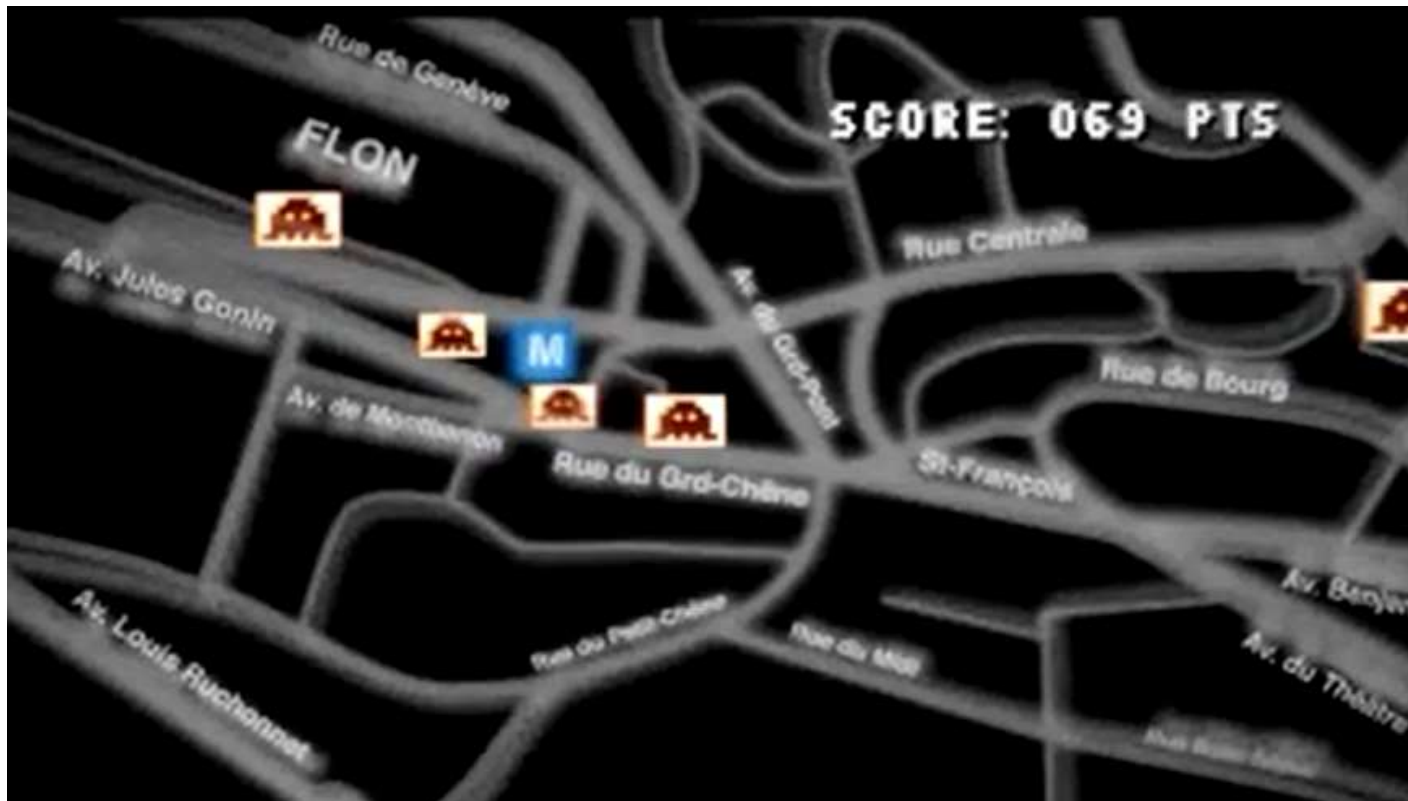 Rue de Genève
SCORE: 069 PTS
FLON
Rue Centrale
Av. Jules Gonin
Av. du Grd-Pont
M
Rue de Bourg
Av. de Montbenon
Rue du Grd-Chêne
St-François
Av. Benjer
Av. Louis Ruchonnet
Rue du Petit-Chêne
Rue du Midi
Av. du Théâtre